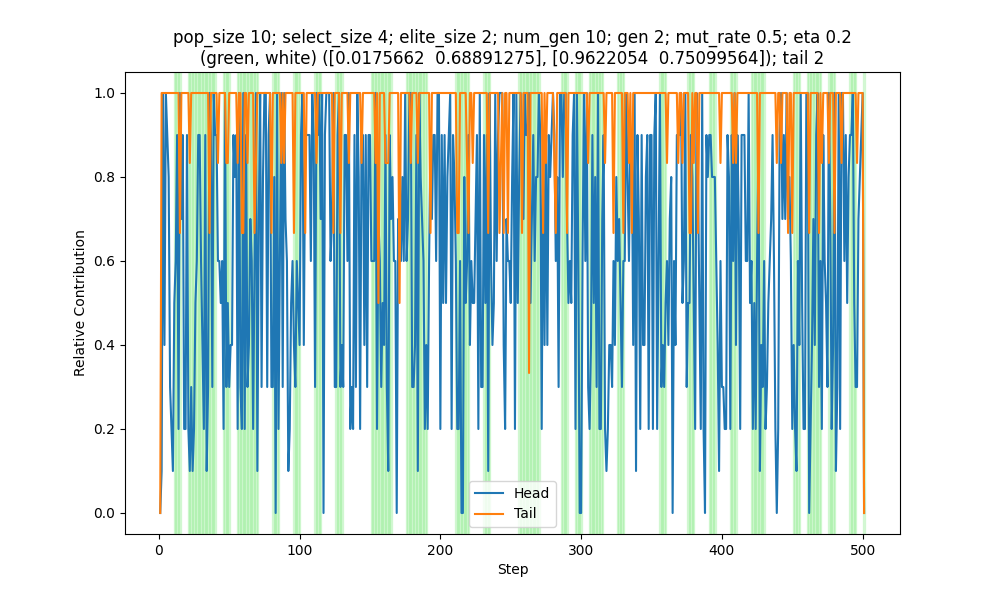 pop_size 10; select_size 4; elite_size 2; num_gen 10; gen 2; mut_rate 0.5; eta 0.2
(green, white) ([0.0175662  0.68891275], [0.9622054  0.75099564]); tail 2
1.0
0.8
0.6
0.4
0.2
0.0
Relative Contribution
Head
Tail
0
100
200
300
400
500
Step